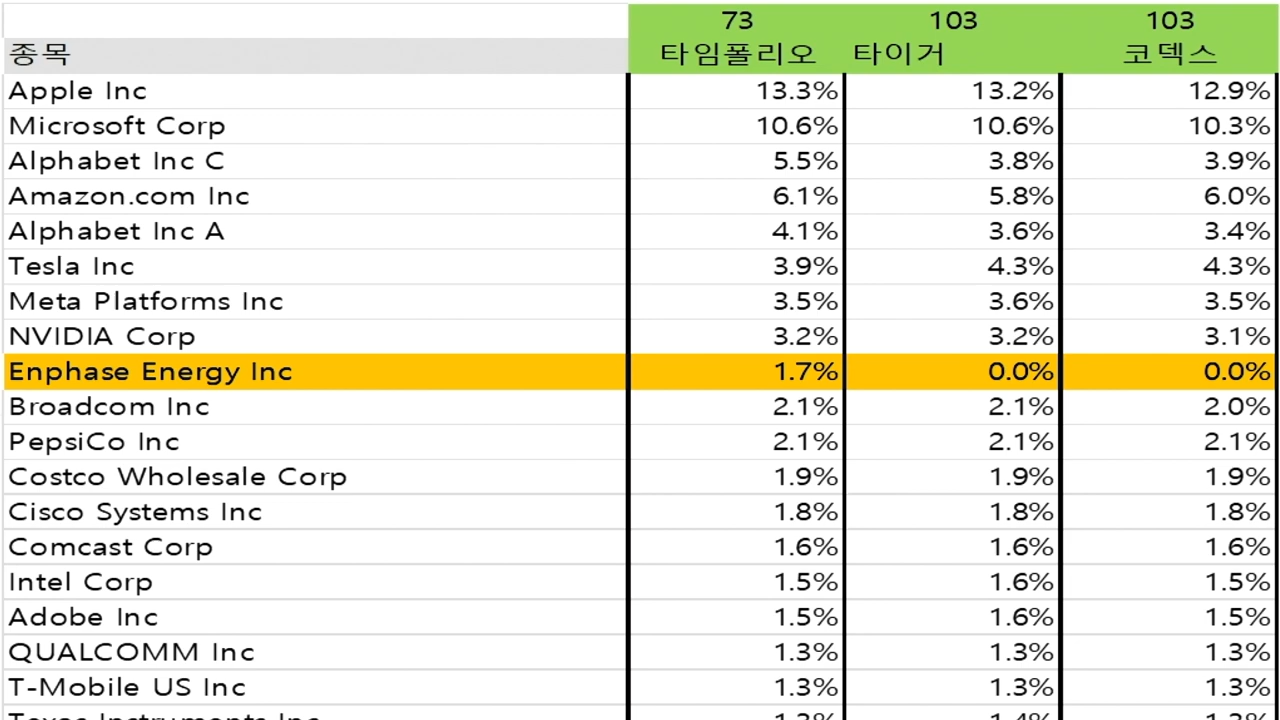 73 103 103
종목 타임폴리오 타이거 코덱스
Apple Inc 13.3% 13.2% 12.9%
Microsoft Corp 10.6% 10.6% 10.3%
Alphabet Inc C 5.5% 3.8% 3.9%
Amazon.com Inc 6.1% 5.8% 6.0%
Alphabet Inc A 4.1% 3.6% 3.4%
Tesla Inc 3.9% 4.3% 4.3%
Meta Platforms Inc 3.5% 3.6% 3.5%
NVIDIA Corp 3.2% 3.2% 3.1%
Enphase Energy Inc 1.7% 0.0% 0.0%
Broadcom Inc 2.1% 2.1% 2.0%
PepsiCo Inc 2.1% 2.1% 2.1%
Costco Wholesale Corp 1.9% 1.9% 1.9%
Cisco Systems Inc 1.8% 1.8% 1.8%
Comcast Corp 1.6% 1.6% 1.6%
Intel Corp 1.5% 1.6% 1.5%
Adobe Inc 1.5% 1.6% 1.5%
QUALCOMM Inc 1.3% 1.3% 1.3%
T-Mobile US Inc 1.3% 1.3% 1.3%
Texas Instruments Inc